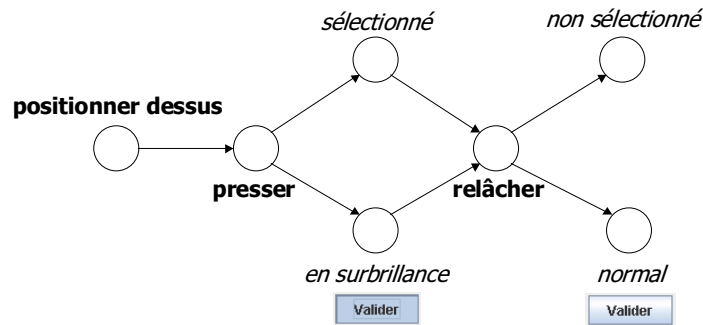 sélectionné
non sélectionné
positionner dessus
presser
relâcher
en surbrillance
normal
Valider
Valider